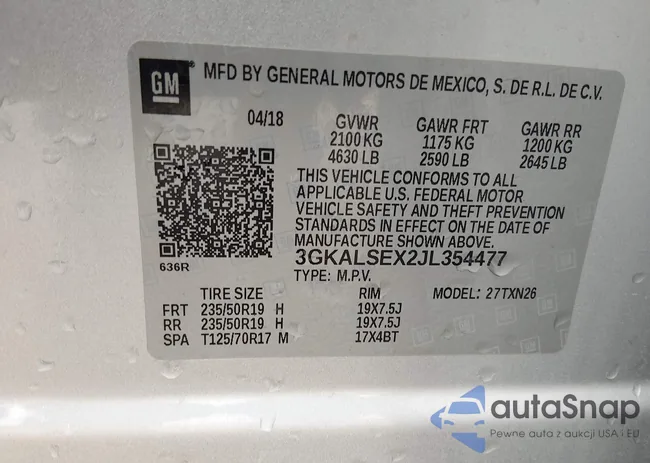 GM MFD BY GENERAL MOTORS DE MEXICO, S. DE R.L. DE C.V.
04/18 GVWR GAWR FRT GAWR RR
2100 KG 1175 KG 1200 KG
4630 LB 2590 LB 2645 LB
THIS VEHICLE CONFORMS TO ALL
APPLICABLE U.S. FEDERAL MOTOR
VEHICLE SAFETY AND THEFT PREVENTION
STANDARDS IN EFFECT ON THE DATE OF
MANUFACTURE SHOWN ABOVE.
3GKALSEX2JL354477
636R
TYPE: M.P.V.
TIRE SIZE RIM MODEL: 27TXN26
FRT 235/50R19 H 19X7.5J
RR 235/50R19 H 19X7.5J
SPA T125/70R17 M 17X4BT
autoSnap
Pewne auta z aukcji USA i EU